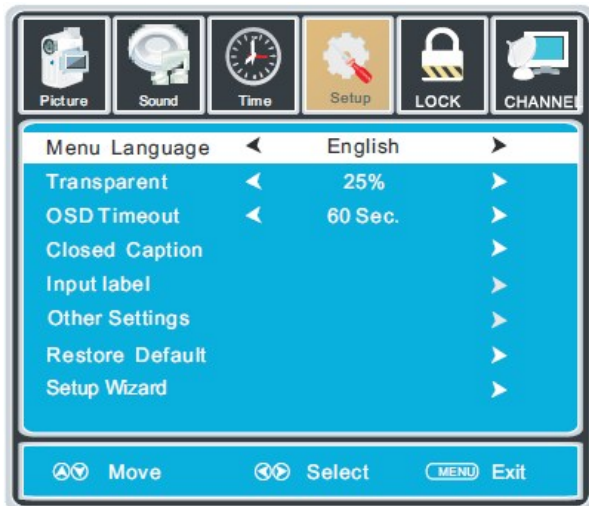 Picture Sound Time Setup LOCK CHANNEL
Menu Language English
Transparent 25%
OSD Timeout 60 Sec.
Closed Caption
Input label
Other Settings
Restore Default
Setup Wizard
Move Select MENU Exit